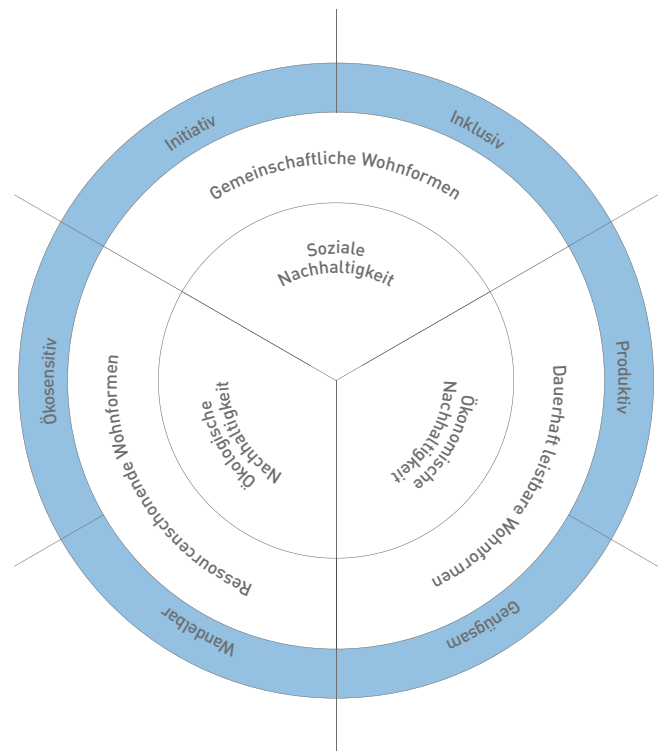 Initiativ
Inklusiv
Gemeinschaftliche Wohnformen
Soziale
Nachhaltigkeit
Ökosensitiv
Produktiv
Ressourcenschonende Wohnformen
Ökologische
Nachhaltigkeit
Ökonomische
Nachhaltigkeit
Dauerhaft leistbare Wohnformen
Wandelbar
Genügsam